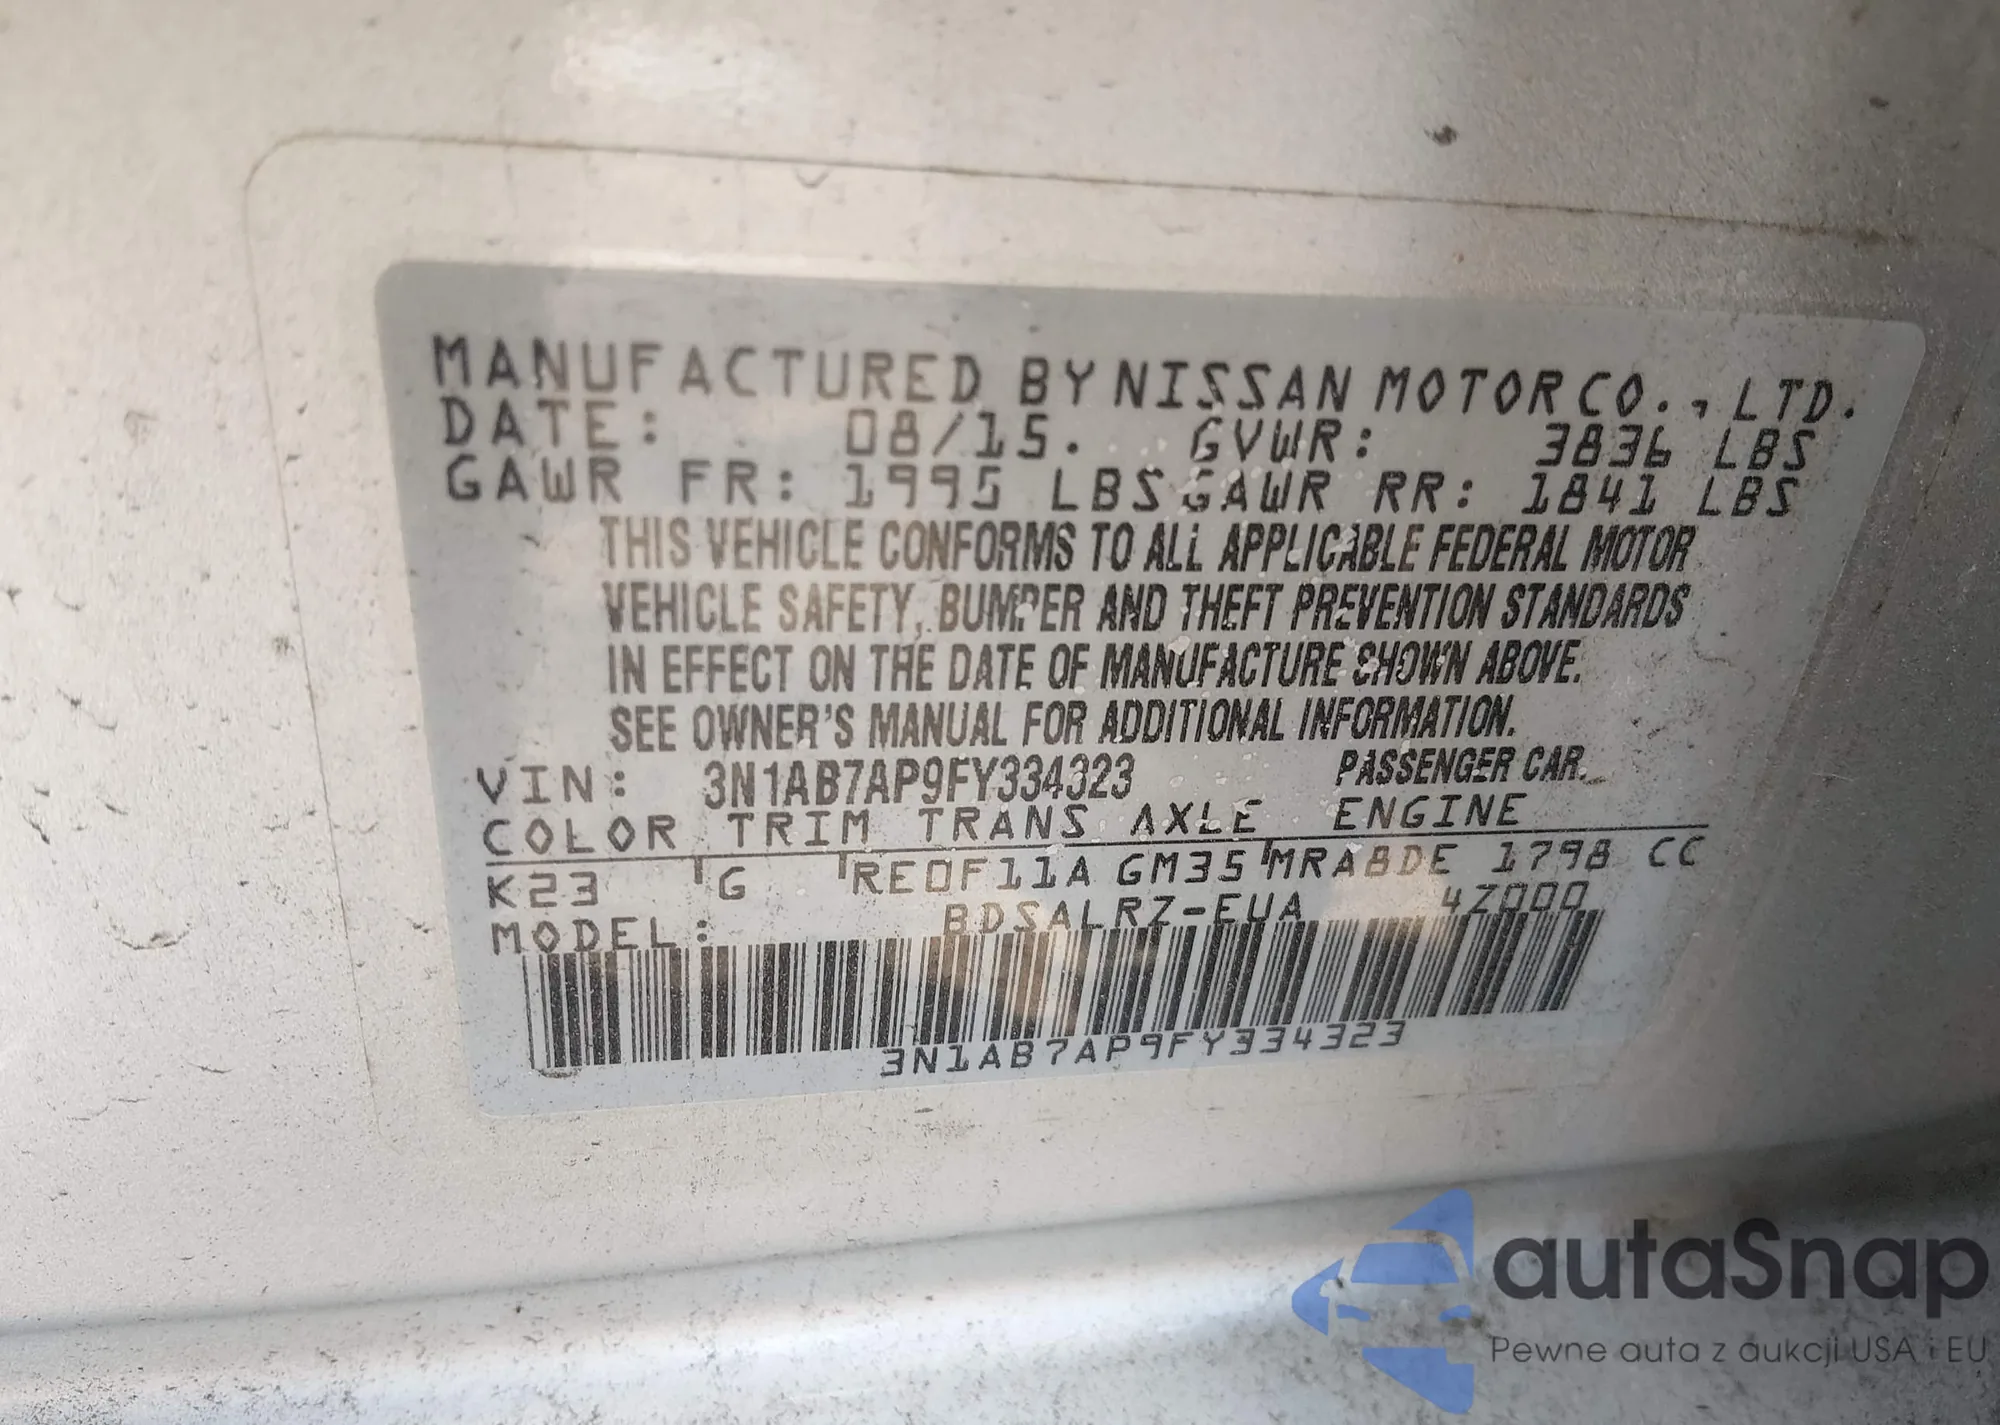 MANUFACTURED BY NISSAN MOTOR CO., LTD.
DATE: 08/15. GVWR: 3836 LBS
GAWR FR: 1995 LBS GAWR RR: 1841 LBS
THIS VEHICLE CONFORMS TO ALL APPLICABLE FEDERAL MOTOR
VEHICLE SAFETY, BUMPER AND THEFT PREVENTION STANDARDS
IN EFFECT ON THE DATE OF MANUFACTURE SHOWN ABOVE.
SEE OWNER'S MANUAL FOR ADDITIONAL INFORMATION.
VIN: 3N1AB7AP9FY334323 PASSENGER CAR.
COLOR TRIM TRANS AXLE ENGINE
K23 G RE0F11A GM35 MRA8DE 1798 CC
MODEL: BDSALRZ-EUA 4Z000
3N1AB7AP9FY334323
autaSnap
Pewne auta z aukcji USA i EU